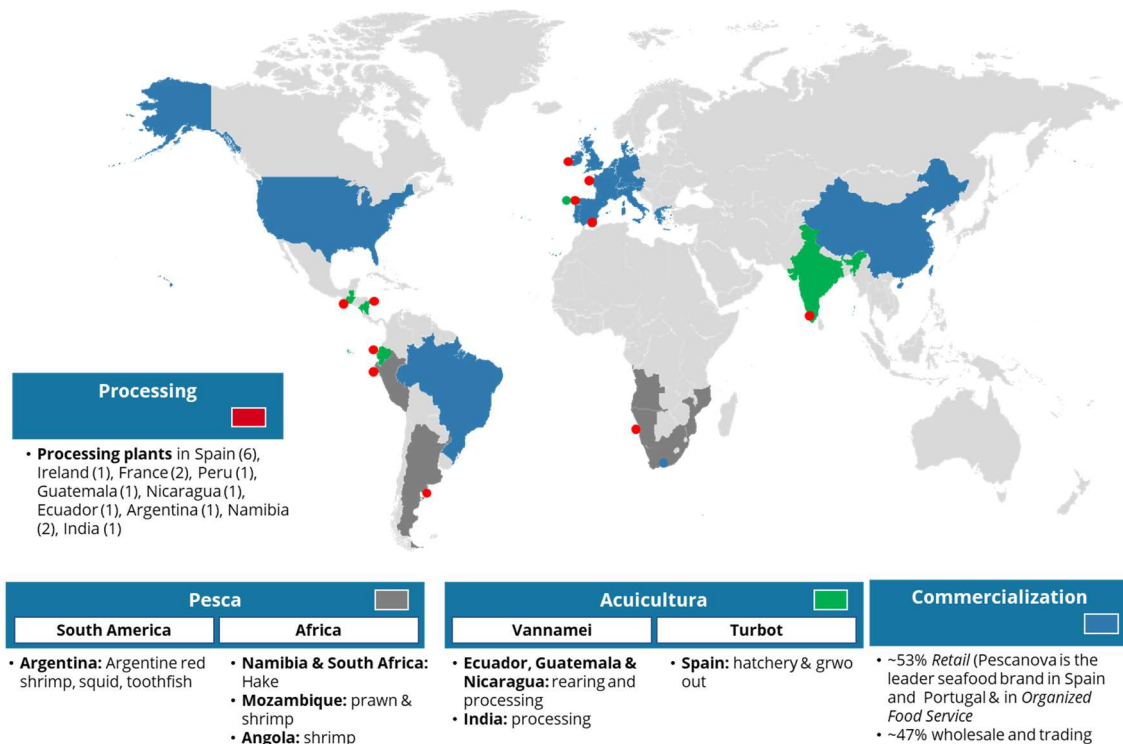 Processing
• Processing plants in Spain (6),
Ireland (1), France (2), Peru (1),
Guatemala (1), Nicaragua (1),
Ecuador (1), Argentina (1), Namibia
(2), India (1)
Pesca
South America
Africa
• Argentina: Argentine red
shrimp, squid, toothfish
• Namibia & South Africa:
Hake
• Mozambique: prawn &
shrimp
• Angola: shrimp
Acuicultura
Vannamei
Turbot
• Ecuador, Guatemala &
Nicaragua: rearing and
processing
• India: processing
• Spain: hatchery & grwo
out
Commercialization
• ~53% Retail (Pescanova is the
leader seafood brand in Spain
and Portugal & in Organized
Food Service
• ~47% wholesale and trading